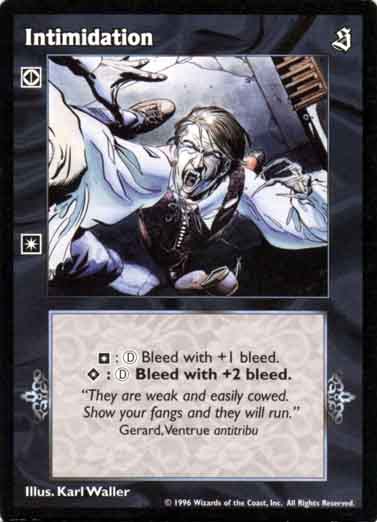 Intimidation
: D Bleed with +1 bleed.
: D Bleed with +2 bleed.
“They are weak and easily cowed.
Show your fangs and they will run.”
Gerard, Ventrue antitribu
Illus. Karl Waller
© 1996 Wizards of the Coast, Inc. All Rights Reserved.